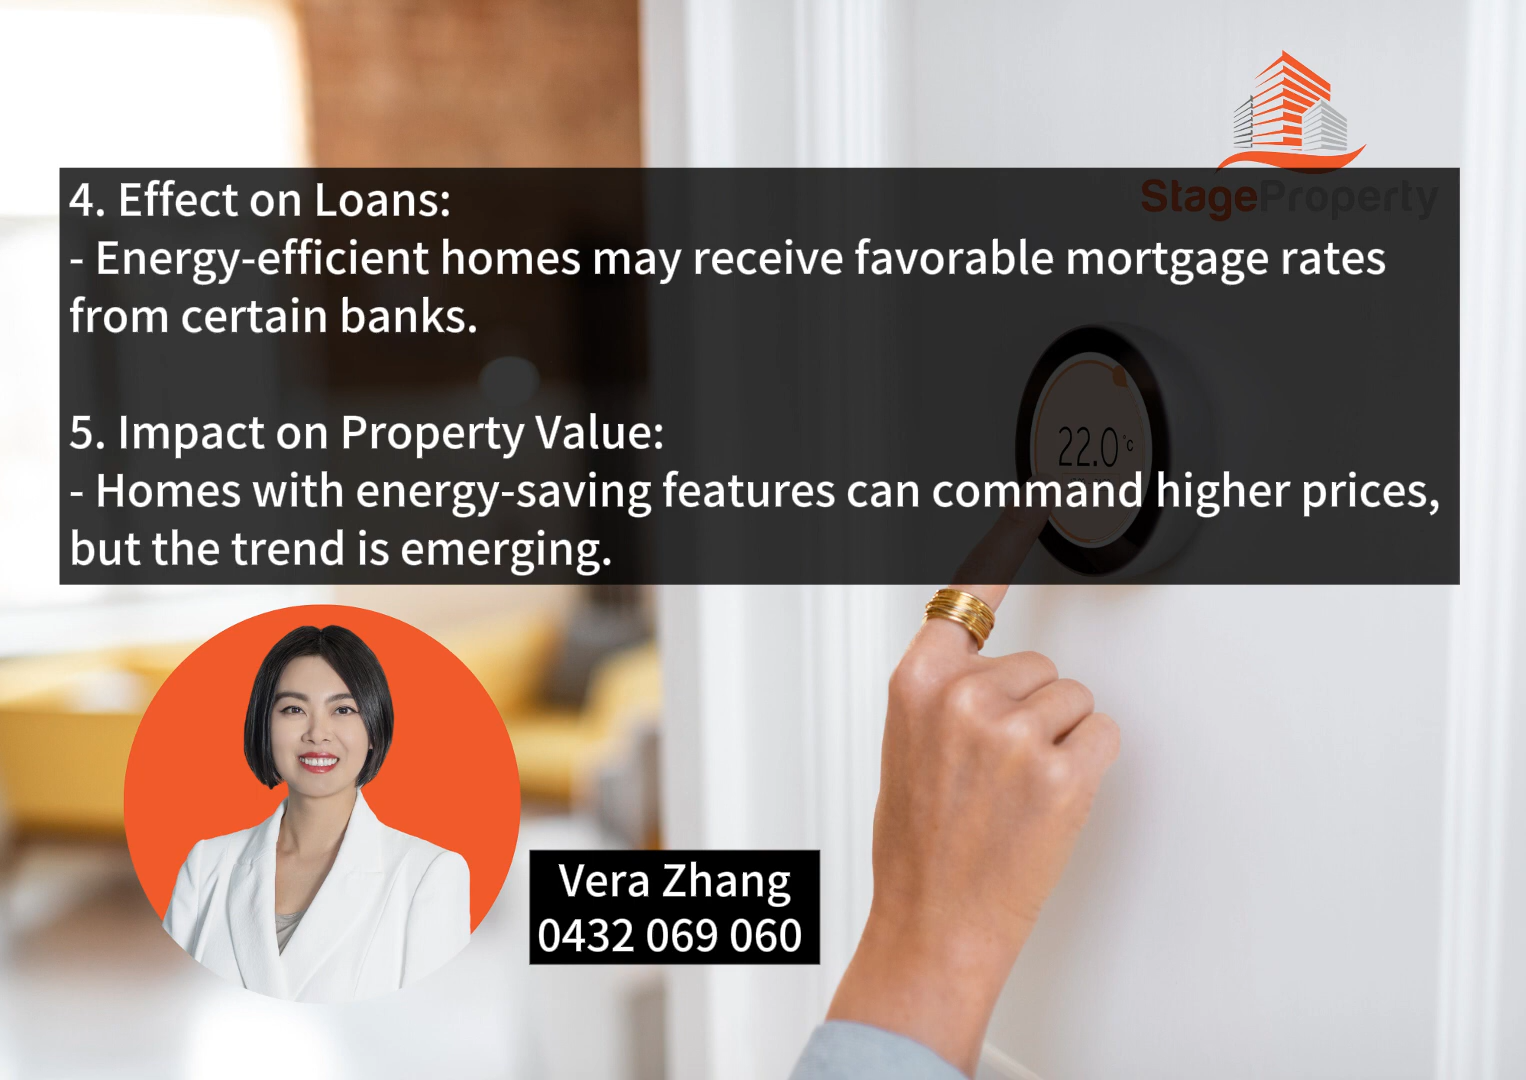 StageProperty
4. Effect on Loans:
- Energy-efficient homes may receive favorable mortgage rates
from certain banks.
5. Impact on Property Value:
22.0°C
- Homes with energy-saving features can command higher prices,
but the trend is emerging.
Vera Zhang
0432 069 060